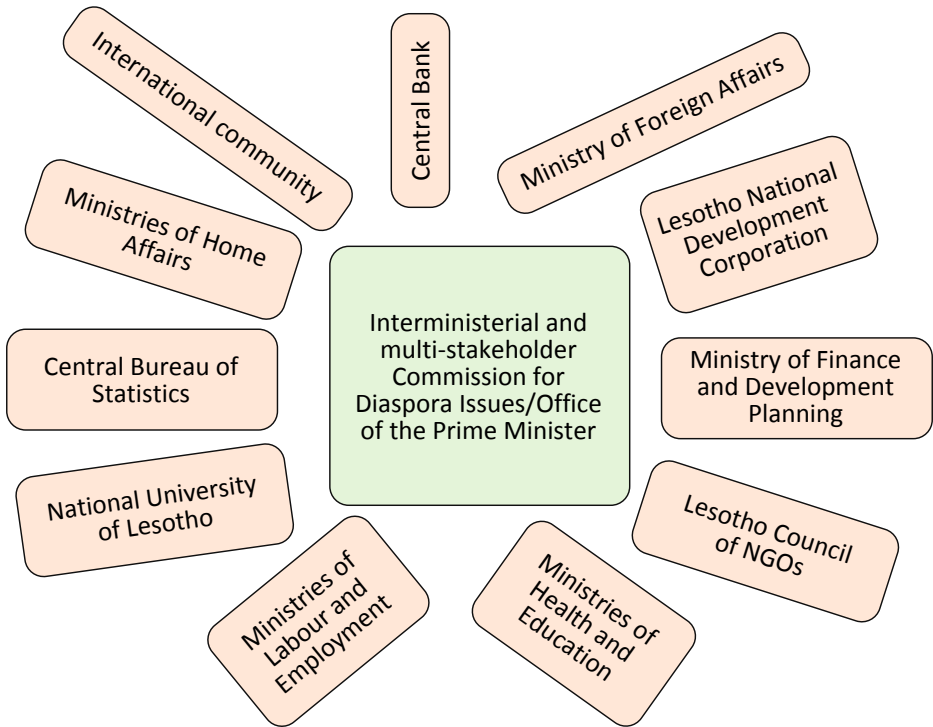 International community
Central Bank
Ministry of Foreign Affairs
Lesotho National
Development
Corporation
Ministries of Home
Affairs
Interministerial and
multi-stakeholder
Commission for
Diaspora Issues/Office
of the Prime Minister
Central Bureau of
Statistics
Ministry of Finance
and Development
Planning
National University
of Lesotho
Lesotho Council
of NGOs
Ministries of
Labour and
Employment
Ministries of
Health and
Education